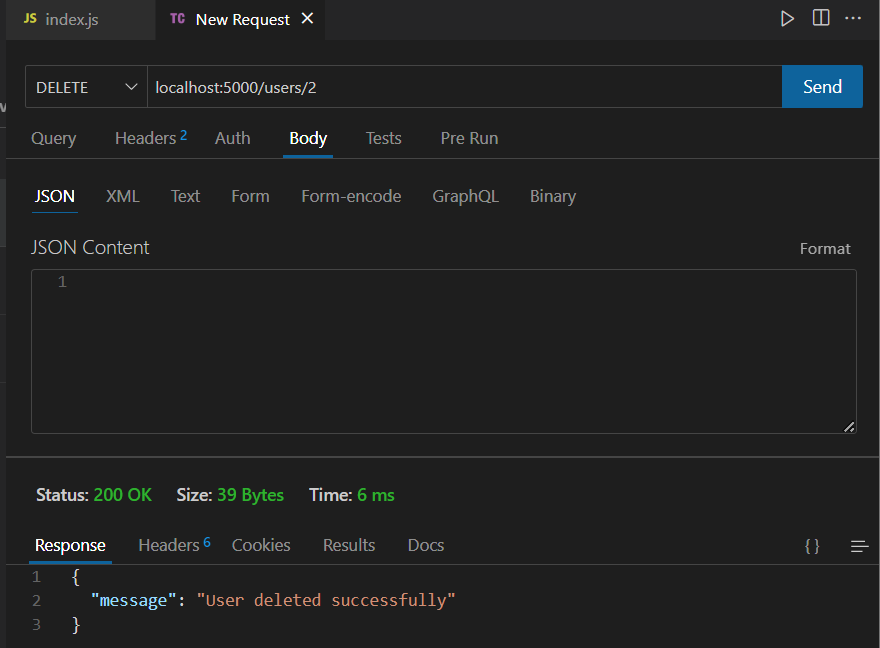 JS index.js TC New Request
DELETE localhost:5000/users/2 Send
Query Headers 2 Auth Body Tests Pre Run
JSON XML Text Form Form-encode GraphQL Binary
JSON Content Format
1
Status: 200 OK Size: 39 Bytes Time: 6 ms
Response Headers 6 Cookies Results Docs {}
1 {
2 "message": "User deleted successfully"
3 }